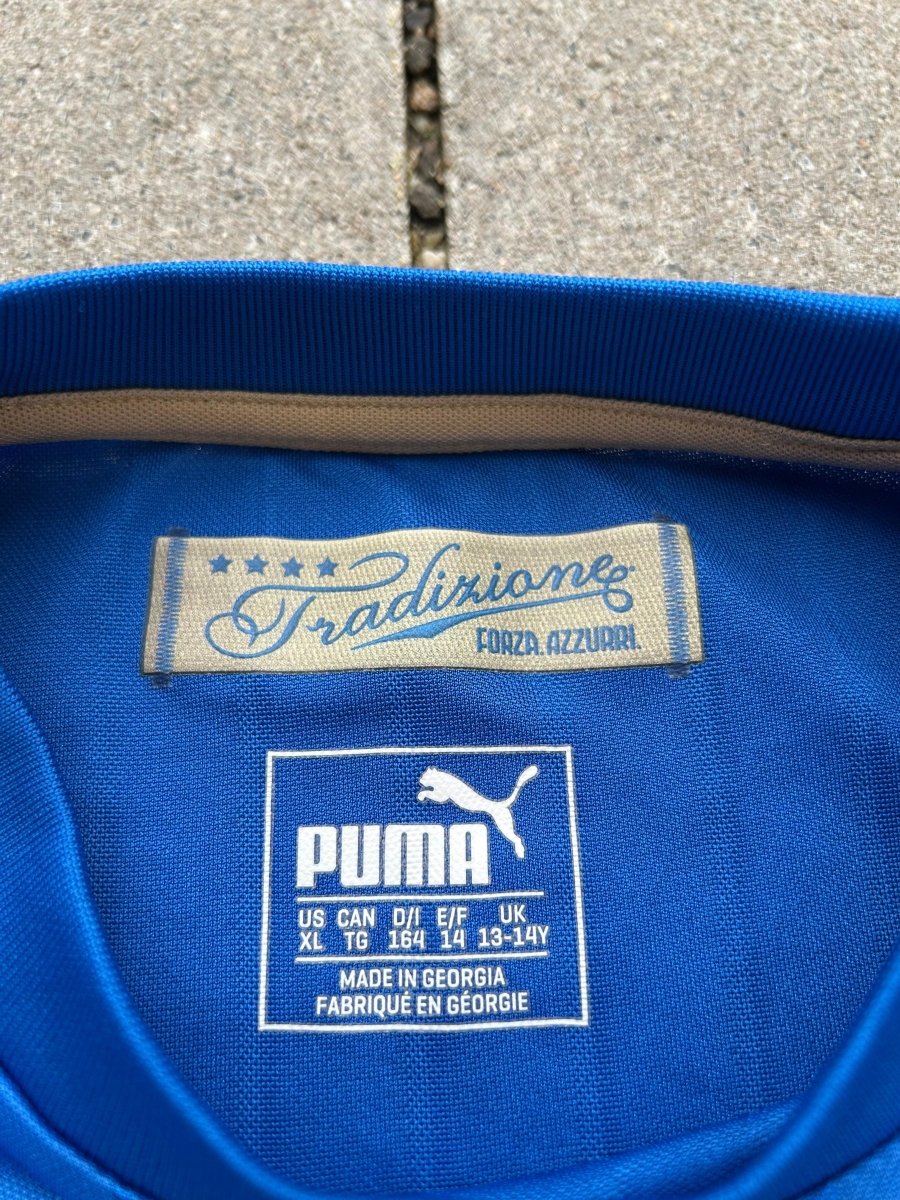 ★★★★
Tradizione
FORZA AZZURRI.
PUMA
US CAN D/I E/F UK
XL TG 164 14 13-14Y
MADE IN GEORGIA
FABRIQUÉ EN GÉORGIE